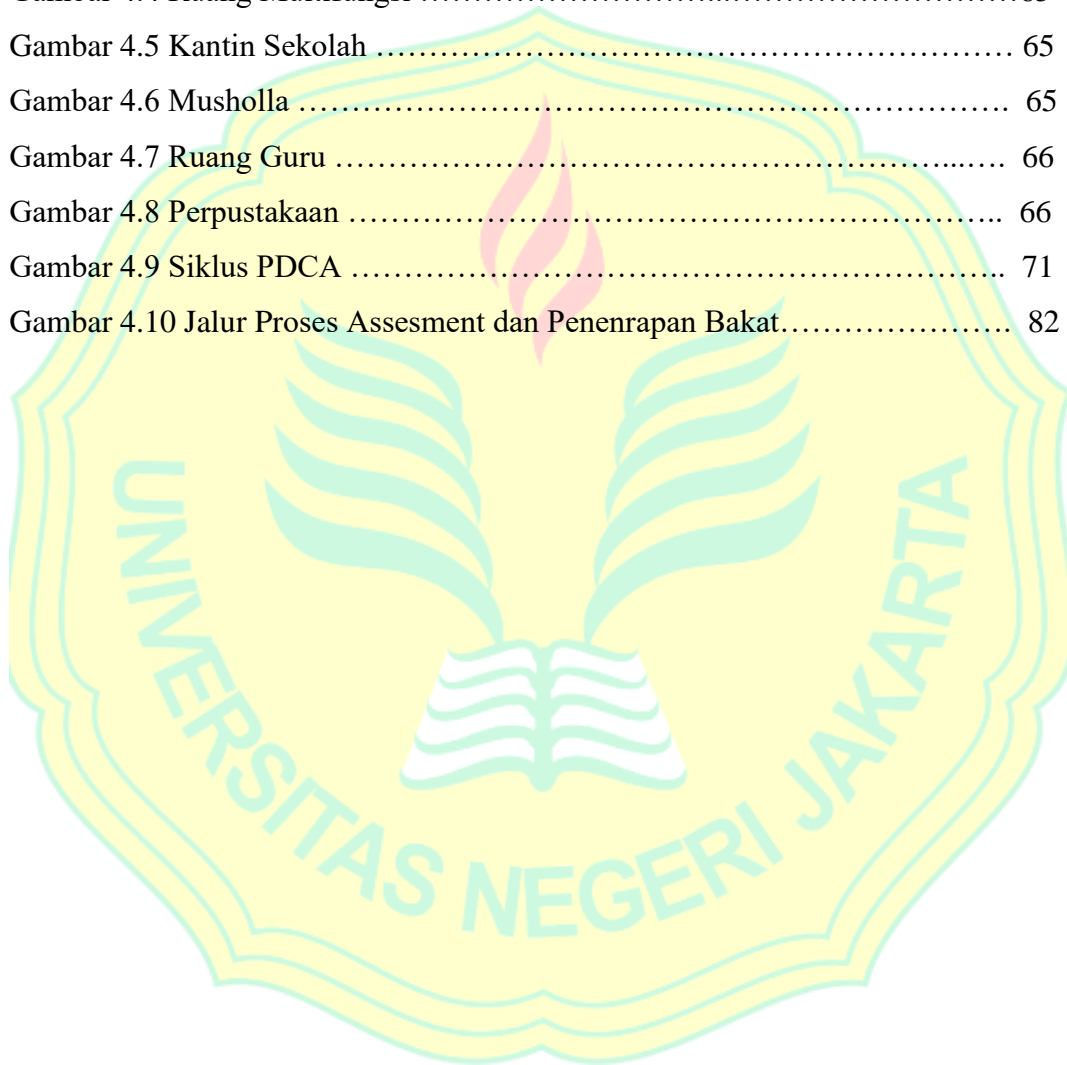 Gambar 4.5 Kantin Sekolah …………………………………………………… 65
Gambar 4.6 Musholla …………………………………………………………. 65
Gambar 4.7 Ruang Guru …………………………………………………...…. 66
Gambar 4.8 Perpustakaan …………………………………………………….. 66
Gambar 4.9 Siklus PDCA …………………………………………………….. 71
Gambar 4.10 Jalur Proses Assesment dan Penenrapan Bakat…………………. 82
UNIVERSITAS NEGERI JAKARTA